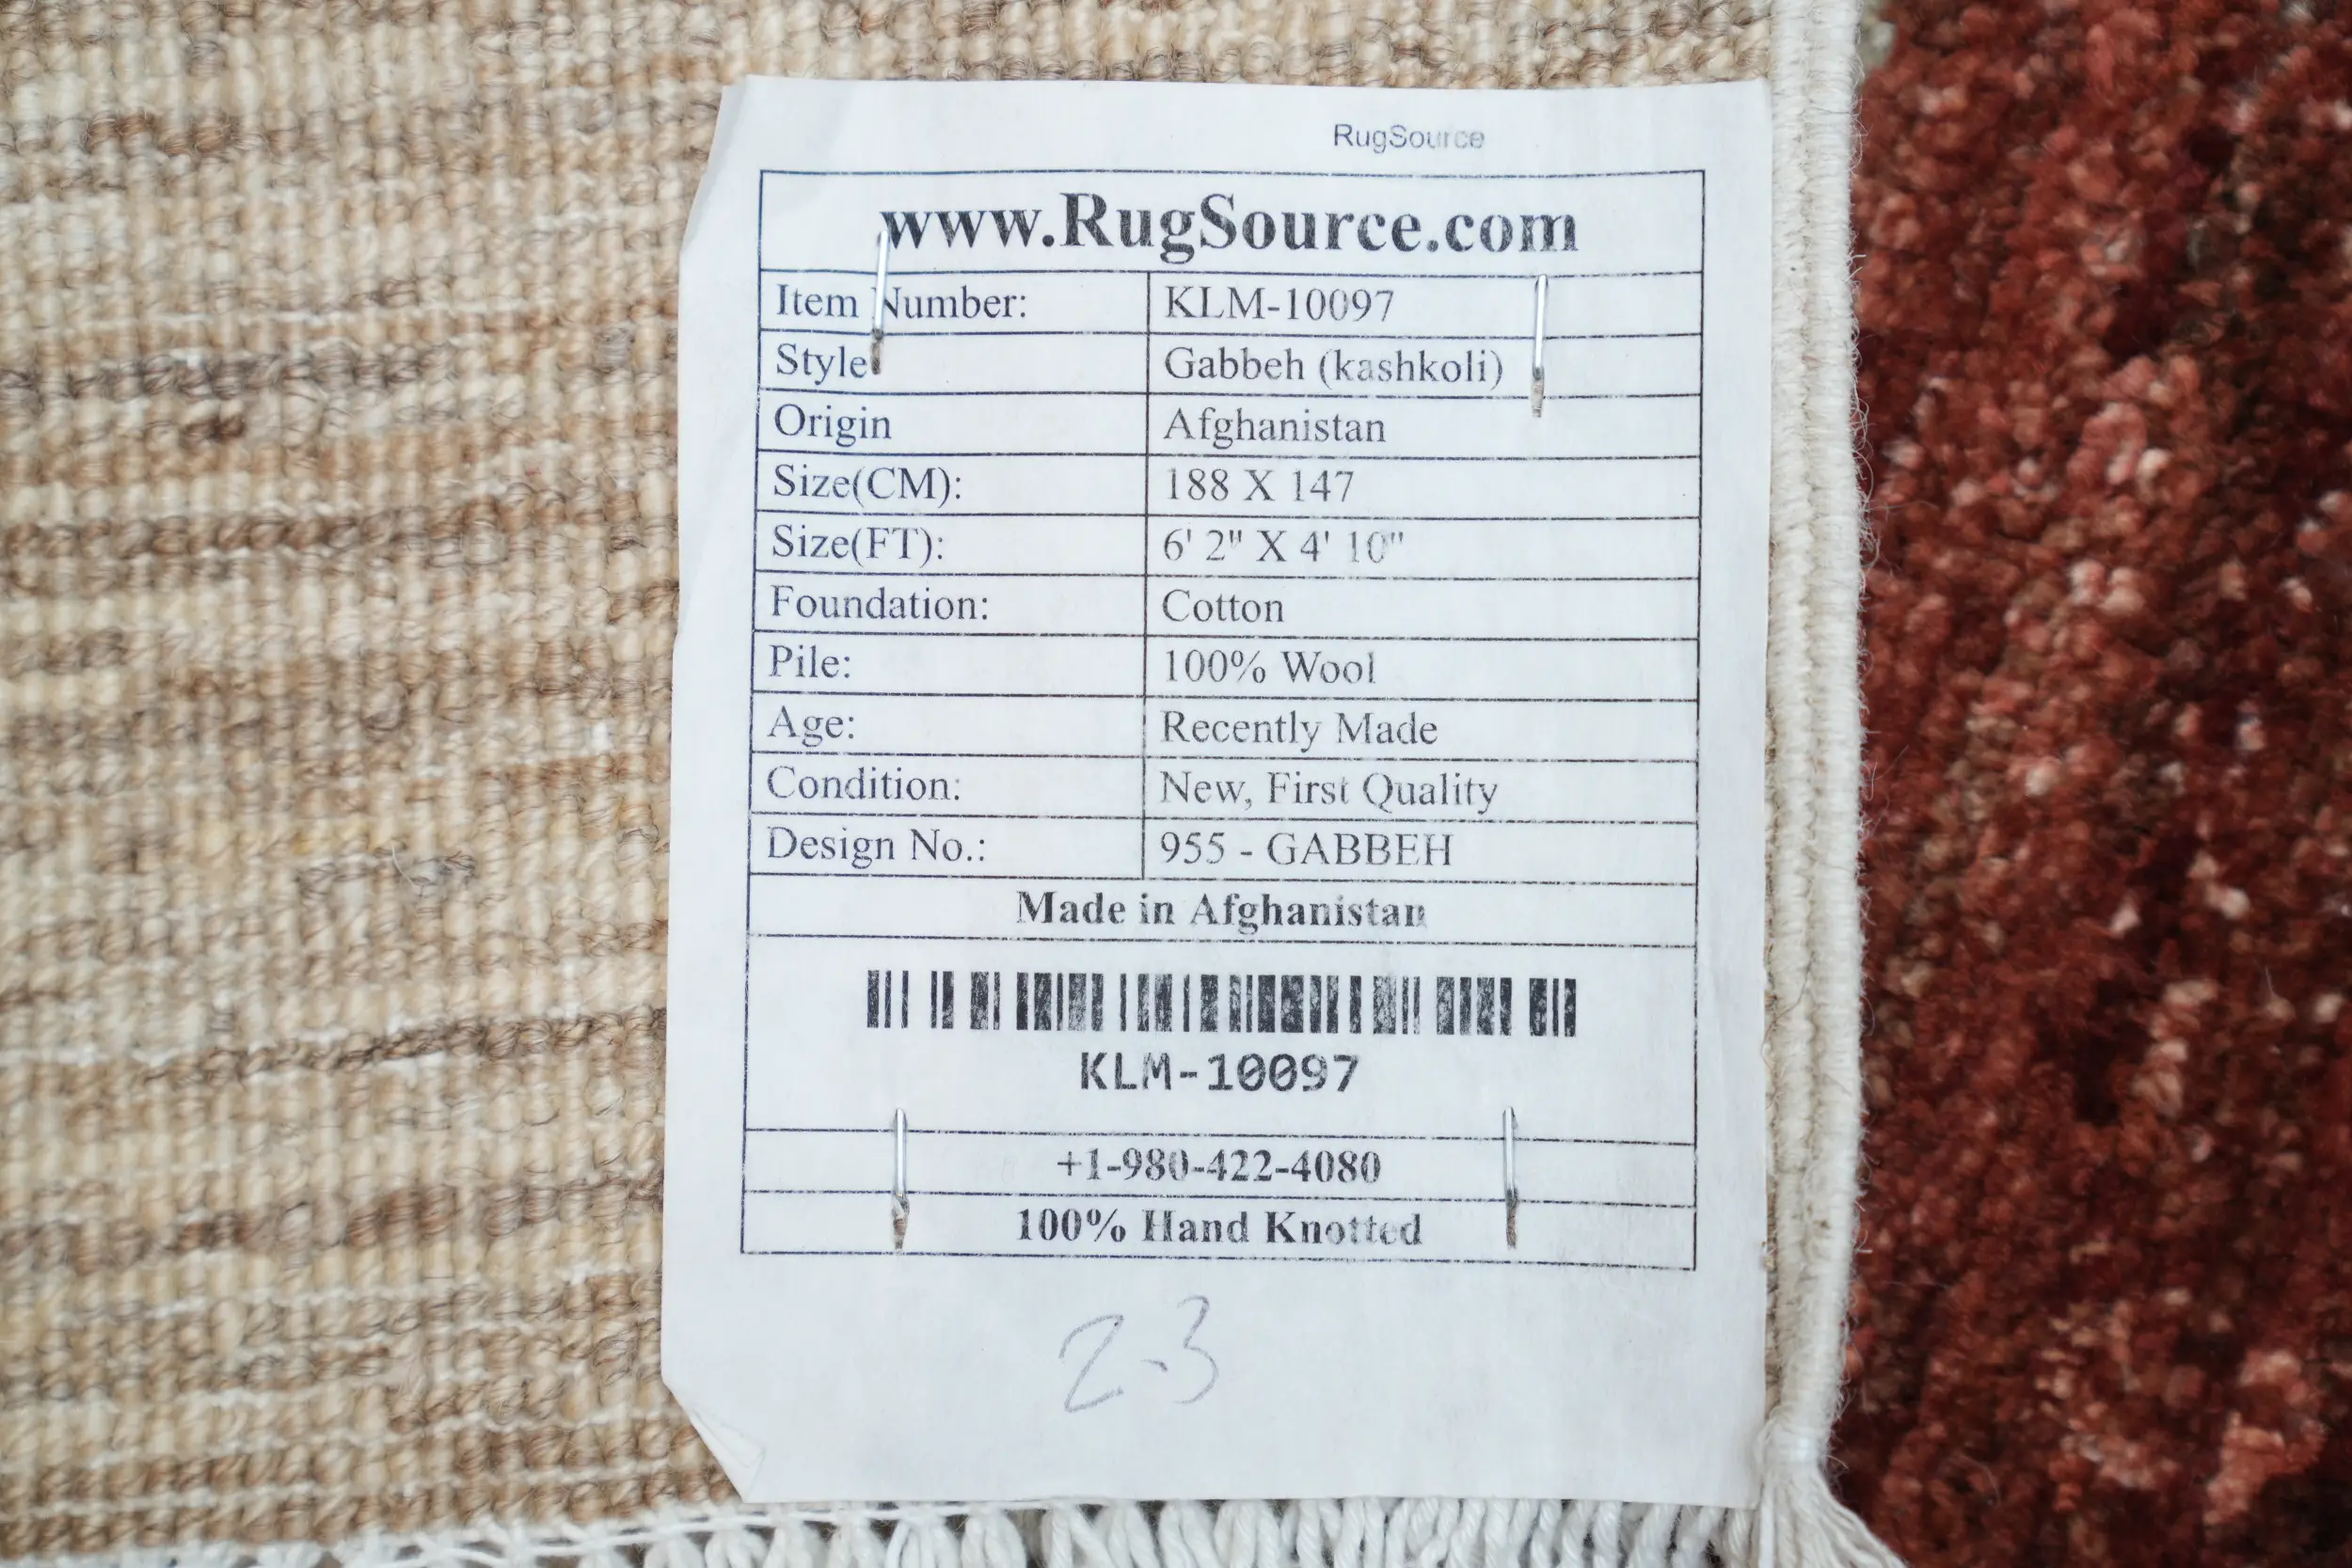 RugSource
www.RugSource.com
Item Number: KLM-10097
Style: Gabbeh (kashkoli)
Origin Afghanistan
Size(CM): 188 X 147
Size(FT): 6' 2" X 4' 10"
Foundation: Cotton
Pile: 100% Wool
Age: Recently Made
Condition: New, First Quality
Design No.: 955 - GABBEH
Made in Afghanistan
KLM-10097
+1-980-422-4080
100% Hand Knotted
2-3